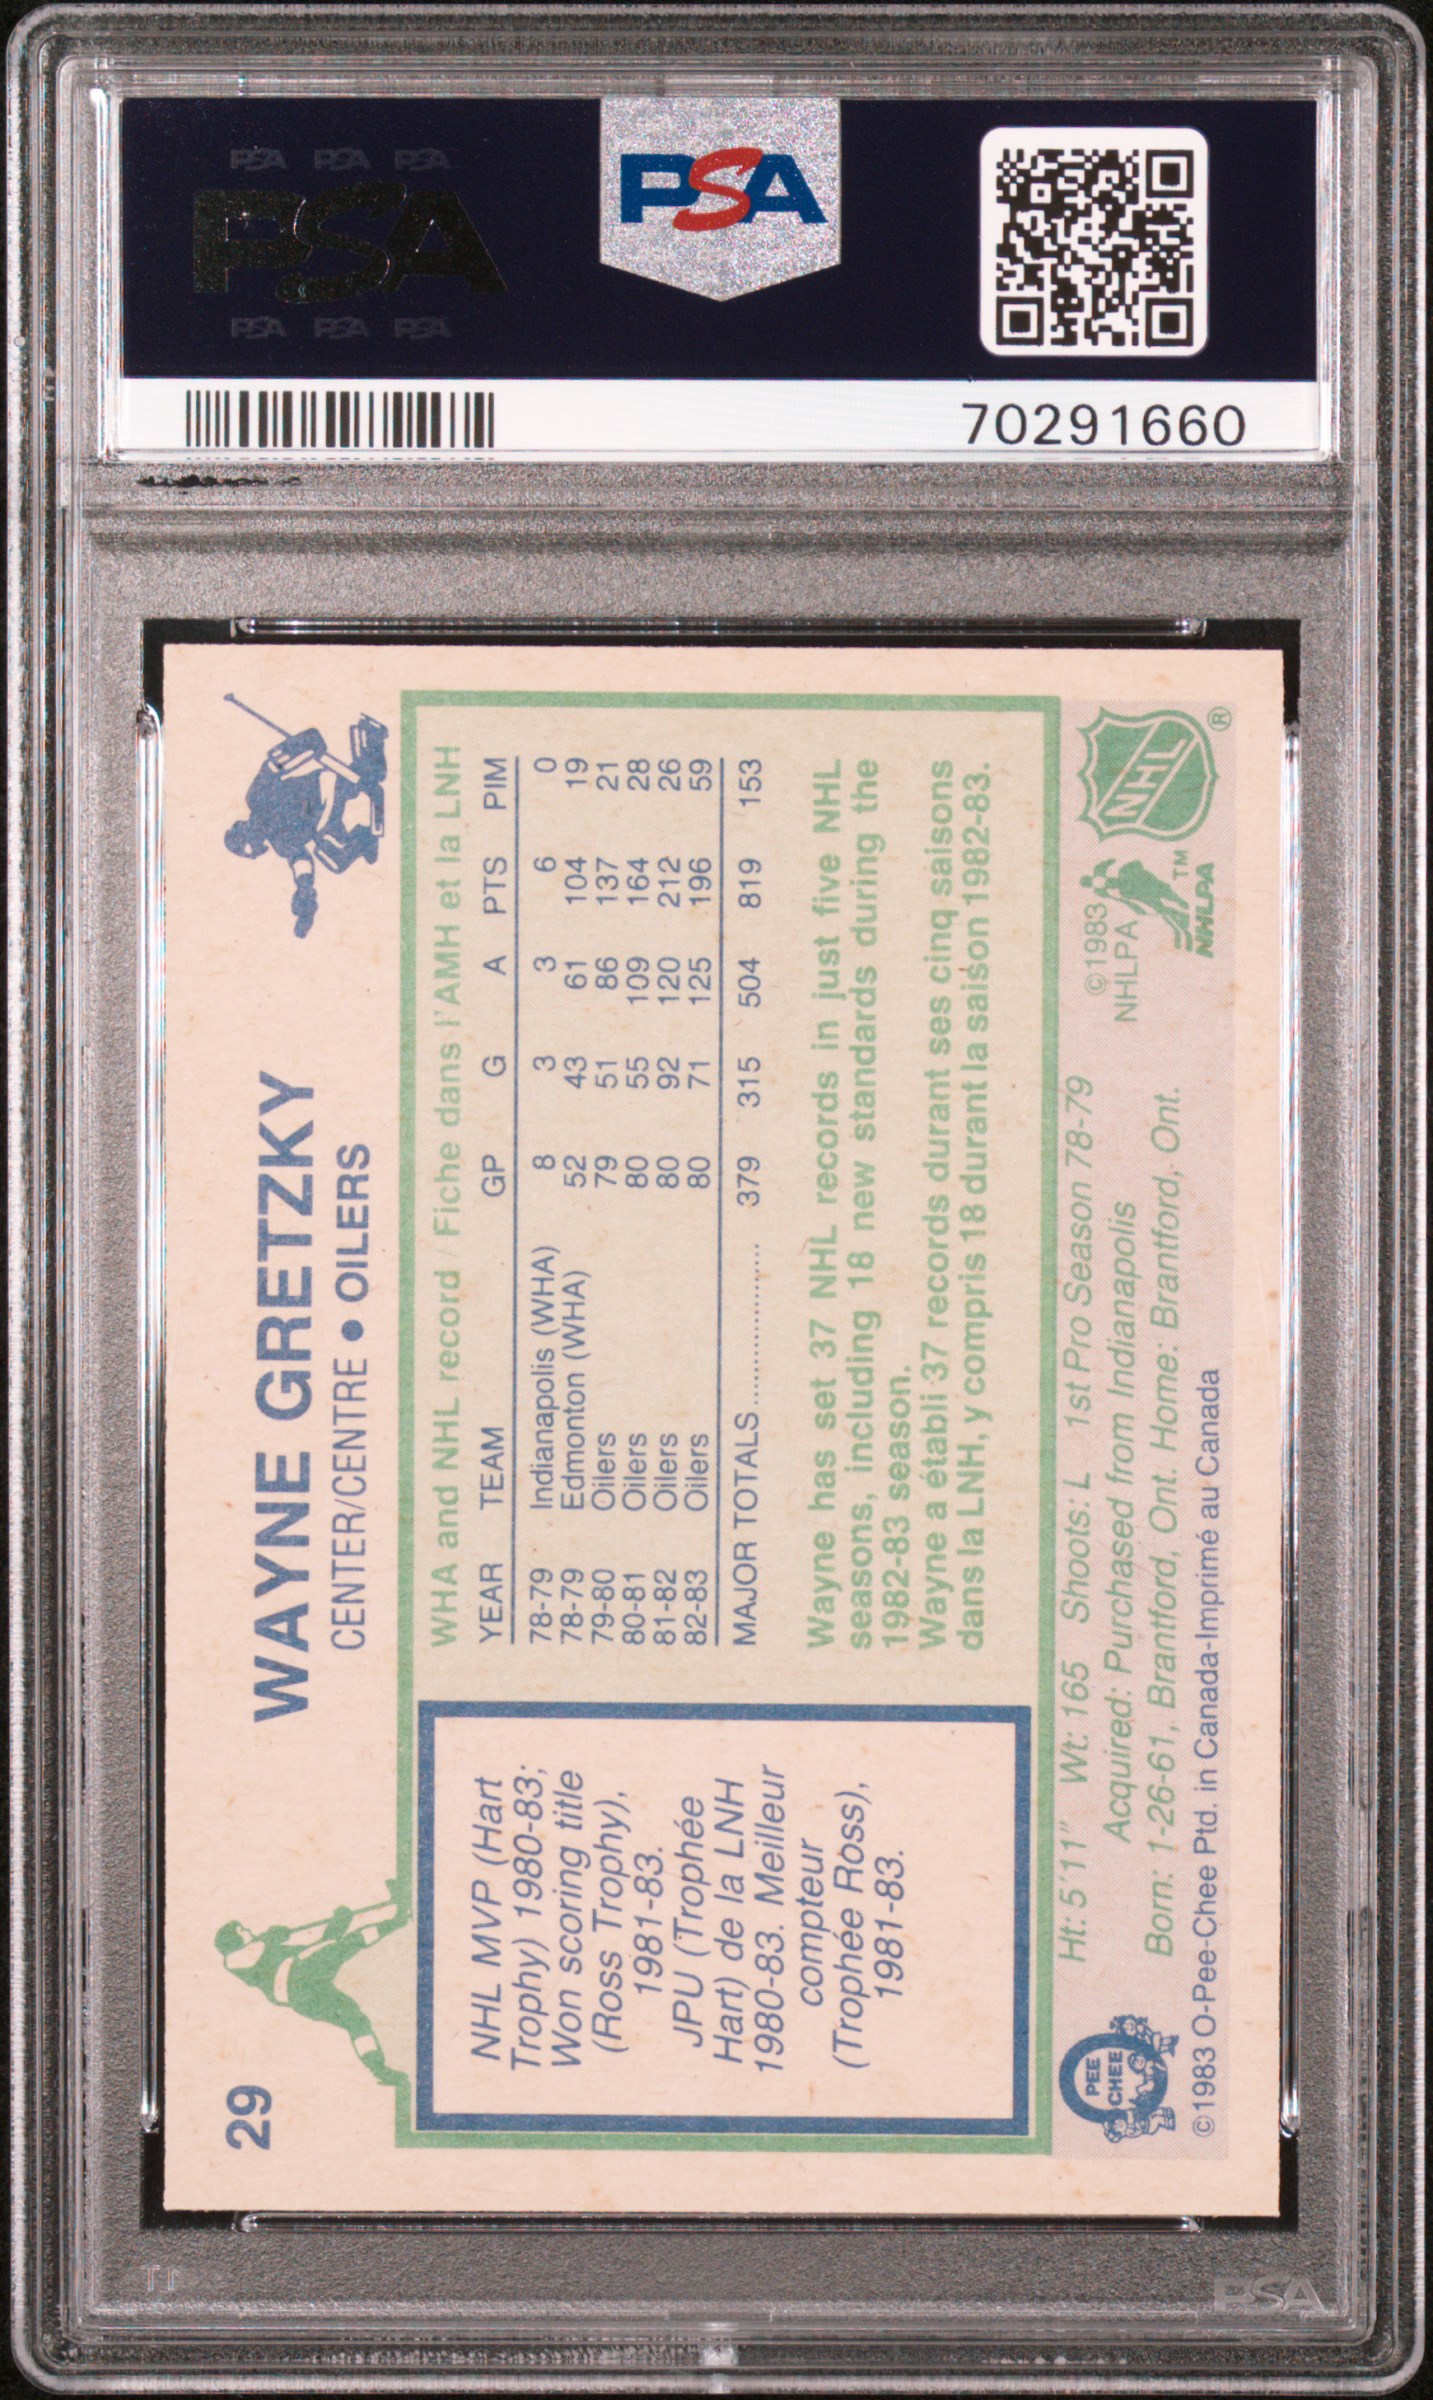 PSA PSA PSA
PSA
PSA PSA PSA
PSA
70291660
29
WAYNE GRETZKY
CENTER/CENTRE • OILERS
NHL MVP (Hart
Trophy) 1980-83;
Won scoring title
(Ross Trophy),
1981-83.
JPU (Trophée
Hart) de la LNH
1980-83. Meilleur
compteur
(Trophée Ross),
1981-83.
WHA and NHL record / Fiche dans l'AMH et la LNH
YEAR TEAM GP G A PTS PIM
78-79 Indianapolis (WHA) 8 3 3 6 0
78-79 Edmonton (WHA) 52 43 61 104 19
79-80 Oilers 79 51 86 137 21
80-81 Oilers 80 55 109 164 28
81-82 Oilers 80 92 120 212 26
82-83 Oilers 80 71 125 196 59
MAJOR TOTALS.................. 379 315 504 819 153
Wayne has set 37 NHL records in just five NHL
seasons, including 18 new standards during the
1982-83 season.
Wayne a établi 37 records durant ses cinq saisons
dans la LNH, y compris 18 durant la saison 1982-83.
Ht: 5'11" Wt: 165 Shoots: L 1st Pro Season 78-79
Acquired: Purchased from Indianapolis
Born: 1-26-61, Brantford, Ont. Home: Brantford, Ont.
©1983 O-Pee-Chee Ptd. in Canada-Imprimé au Canada
O
PEE
CHEE
©1983
NHLPA
TM
NHLPA
NHL
®
PSA